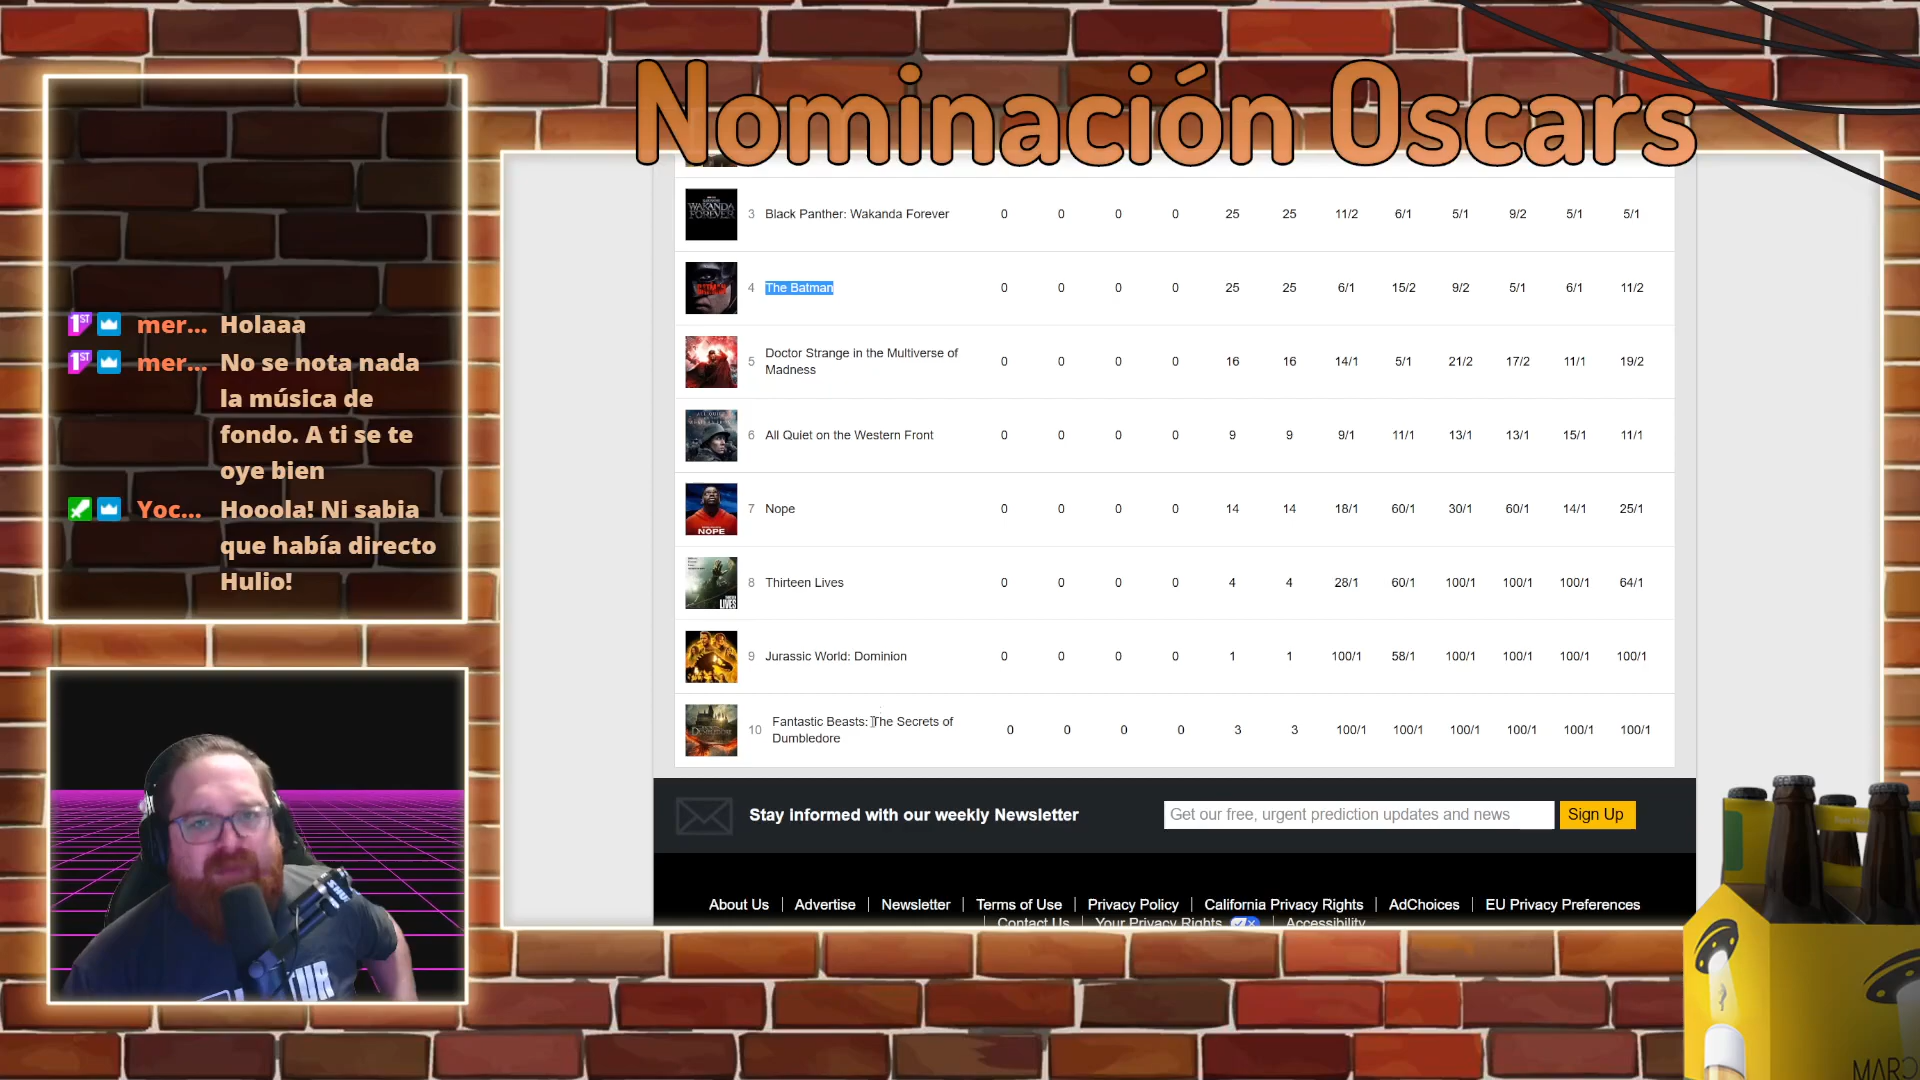 Nominación Oscars
mer... Holaaa
mer... No se nota nada
la música de
fondo. A ti se te
oye bien
Yoc... Hooola! Ni sabia
que había directo
Hulio!
WAKANDA
FOREVER
3 Black Panther: Wakanda Forever 0 0 0 0 25 25 11/2 6/1 5/1 9/2 5/1 5/1
4 The Batman 0 0 0 0 25 25 6/1 15/2 9/2 5/1 6/1 11/2
5 Doctor Strange in the Multiverse of
Madness 0 0 0 0 16 16 14/1 5/1 21/2 17/2 11/1 19/2
6 All Quiet on the Western Front 0 0 0 0 9 9 9/1 11/1 13/1 13/1 15/1 11/1
NOPE
7 Nope 0 0 0 0 14 14 18/1 60/1 30/1 60/1 14/1 25/1
LIVES
8 Thirteen Lives 0 0 0 0 4 4 28/1 60/1 100/1 100/1 100/1 64/1
9 Jurassic World: Dominion 0 0 0 0 1 1 100/1 58/1 100/1 100/1 100/1 100/1
10 Fantastic Beasts: The Secrets of
Dumbledore 0 0 0 0 3 3 100/1 100/1 100/1 100/1 100/1 100/1
Stay Informed with our weekly Newsletter
Get our free, urgent prediction updates and news
Sign Up
About Us | Advertise | Newsletter | Terms of Use | Privacy Policy | California Privacy Rights | AdChoices | EU Privacy Preferences
| Contact Us | Your Privacy Rights | Accessibility